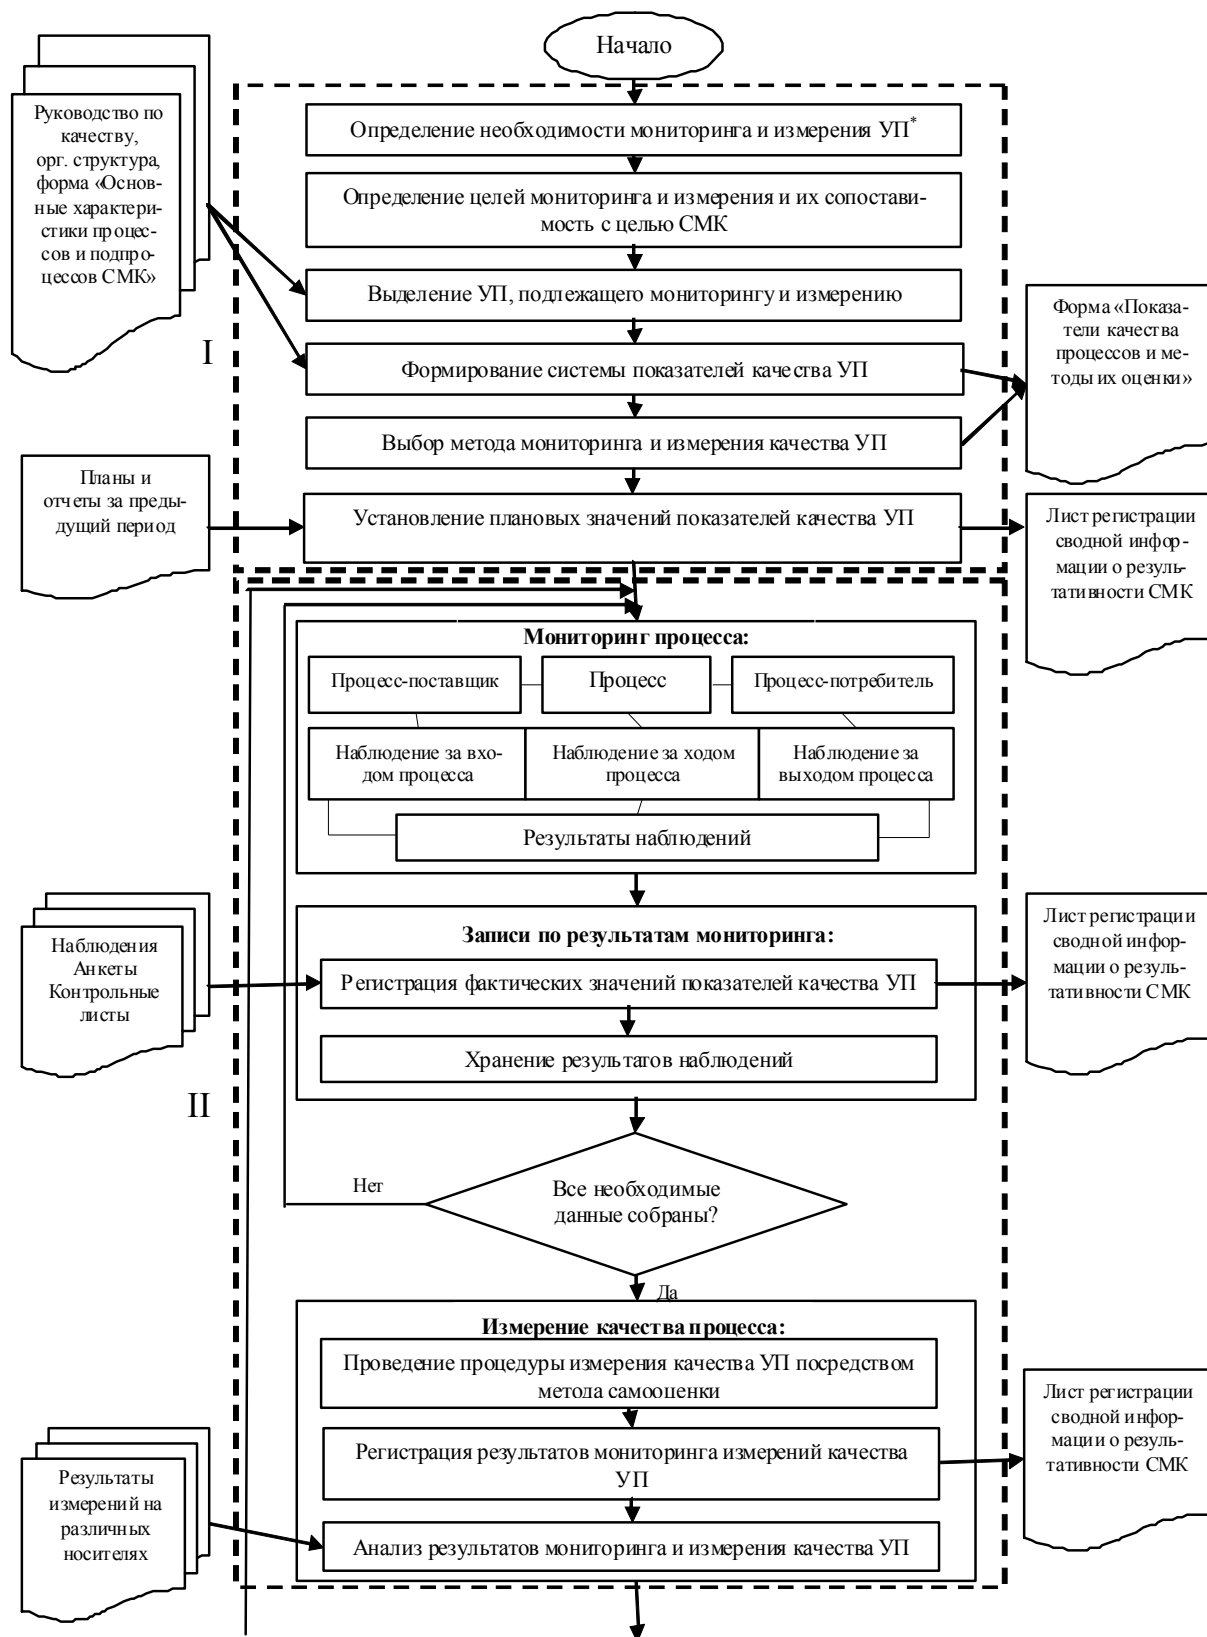 Начало
Руководство по
качеству,
орг. структура,
форма «Основ-
ные характери-
стики процес-
сов и подпро-
цессов СМК»
I
Определение необходимости мониторинга и измерения УП*
Определение целей мониторинга и измерения и их сопостави-
мость с целью СМК
Выделение УП, подлежащего мониторингу и измерению
Формирование системы показателей качества УП
Выбор метода мониторинга и измерения качества УП
Форма «Показа-
тели качества
процессов и ме-
тоды их оценки»
Планы и
отчеты за преды-
дущий период
Установление плановых значений показателей качества УП
Лист регистрации
сводной инфор-
мации о резуль-
тативности СМК
Мониторинг процесса:
Процесс-поставщик
Процесс
Процесс-потребитель
Наблюдение за вхо-
дом процесса
Наблюдение за ходом
процесса
Наблюдение за
выходом процесса
Результаты наблюдений
Наблюдения
Анкеты
Контрольные
листы
II
Записи по результатам мониторинга:
Регистрация фактических значений показателей качества УП
Хранение результатов наблюдений
Лист регистрации
сводной инфор-
мации о резуль-
тативности СМК
Нет
Все необходимые
данные собраны?
Да
Измерение качества процесса:
Проведение процедуры измерения качества УП посредством
метода самооценки
Регистрация результатов мониторинга измерений качества
УП
Анализ результатов мониторинга и измерения качества УП
Лист регистрации
сводной инфор-
мации о резуль-
тативности СМК
Результаты
измерений на
различных
носителях